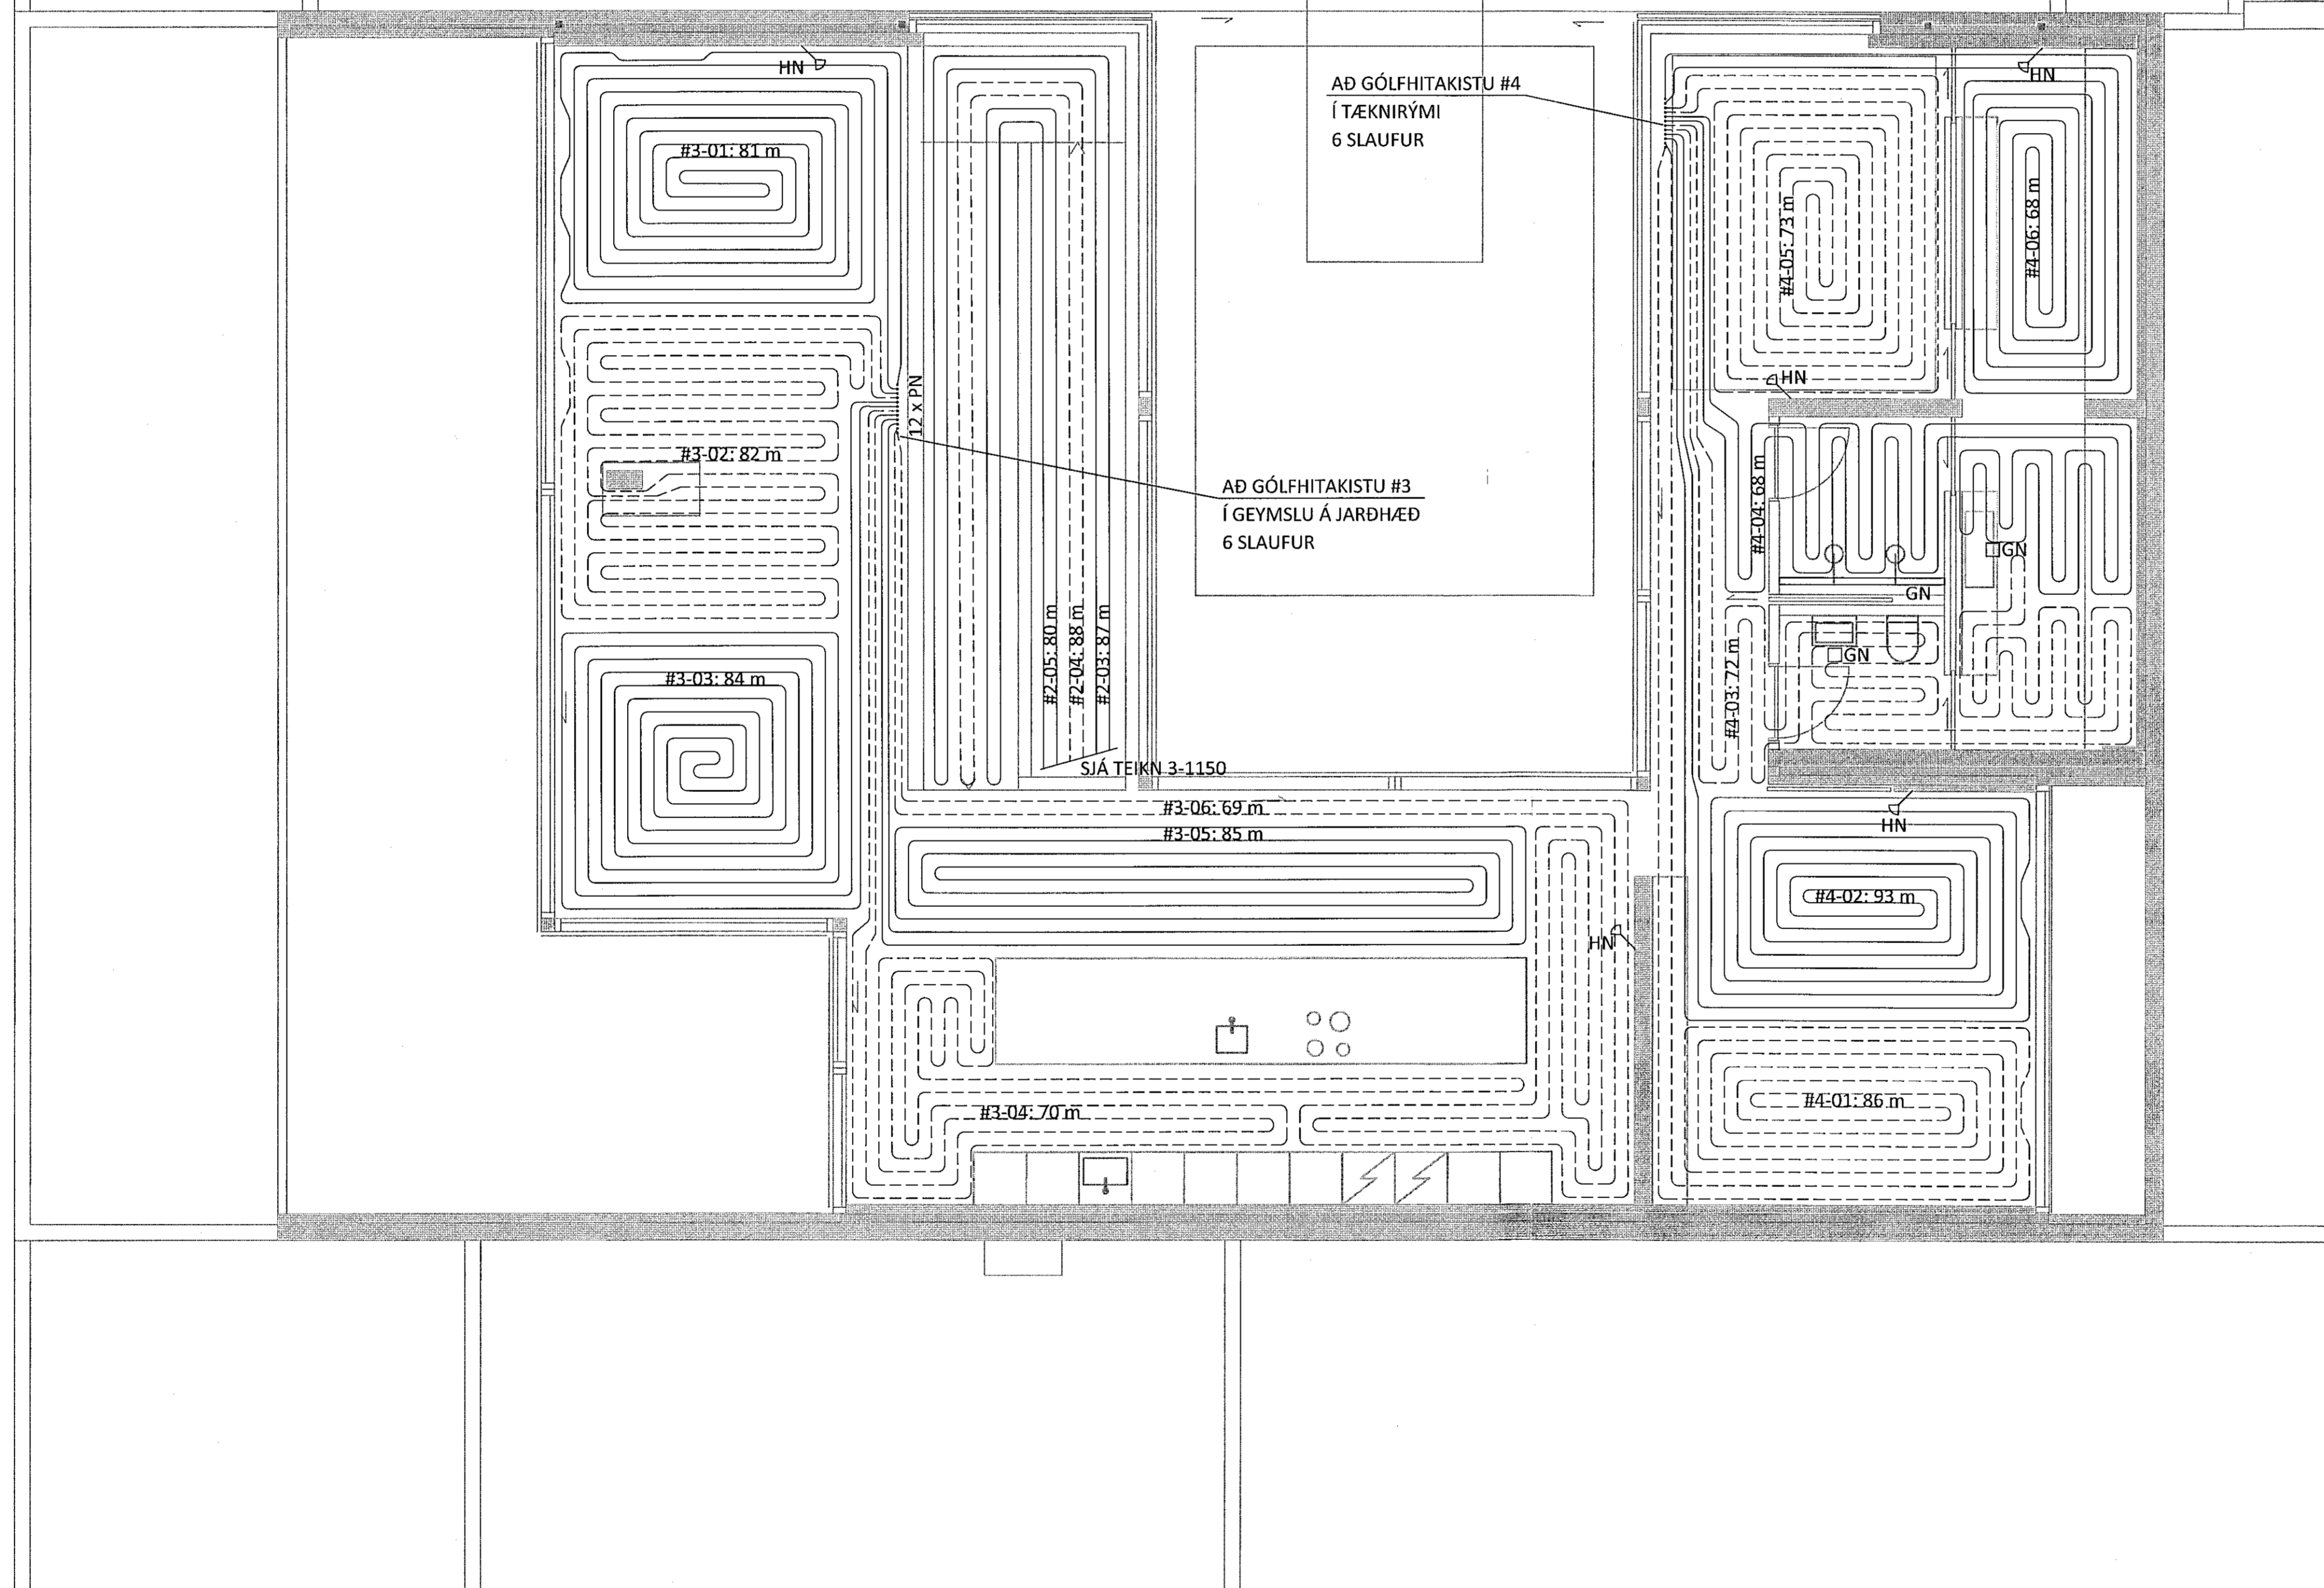 HN
#3-01: 81 m
#3-02: 82 m
#3-03: 84 m
12 x PN
AÐ GÓLFHITAKISTU #4
Í TÆKNIRÝMI
6 SLAUFUR
AÐ GÓLFHITAKISTU #3
Í GEYMSLU Á JARÐHÆÐ
6 SLAUFUR
#2-05: 80 m
#2-04: 88 m
#2-03: 87 m
SJÁ TEIKN 3-1150
#3-06: 69 m
#3-05: 85 m
HN
#3-04: 70 m
HN
#4-05: 73 m
#4-06: 68 m
HN
#4-04: 68 m
GN
GN
GN
#4-03: 72 m
HN
#4-02: 93 m
#4-01: 86 m